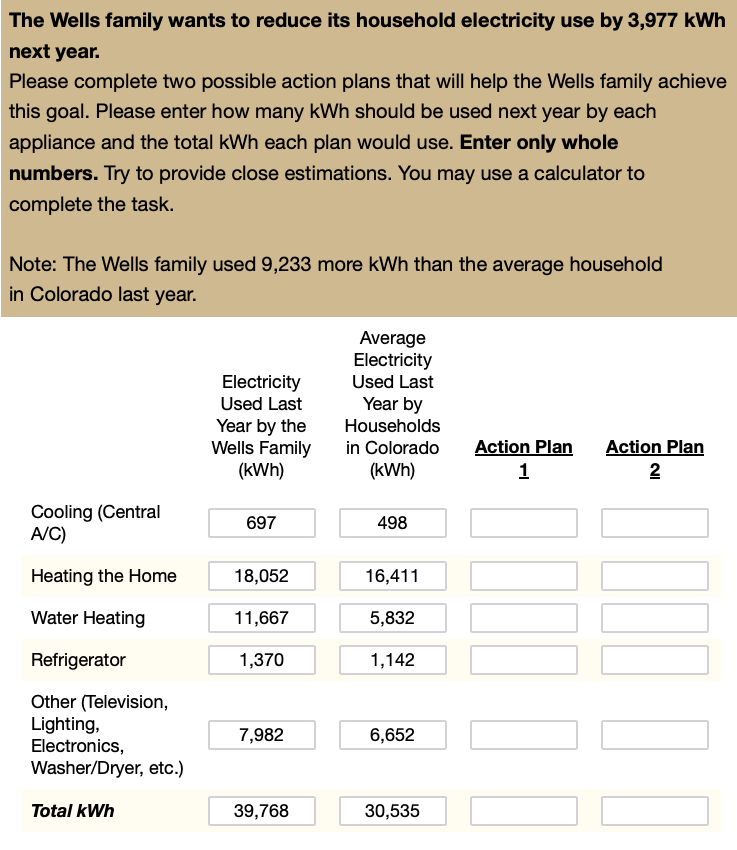 The Wells family wants to reduce its household electricity use by 3,977 kWh
next year.
Please complete two possible action plans that will help the Wells family achieve
this goal. Please enter how many kWh should be used next year by each
appliance and the total kWh each plan would use. Enter only whole
numbers. Try to provide close estimations. You may use a calculator to
complete the task.
Note: The Wells family used 9,233 more kWh than the average household
in Colorado last year.
Electricity
Used Last
Year by the
Wells Family
(kWh)
Average
Electricity
Used Last
Year by
Households
in Colorado
(kWh)
Action Plan
1
Action Plan
2
Cooling (Central
A/C)
697
498
Heating the Home
18,052
16,411
Water Heating
11,667
5,832
Refrigerator
1,370
1,142
Other (Television,
Lighting,
Electronics,
Washer/Dryer, etc.)
7,982
6,652
Total kWh
39,768
30,535